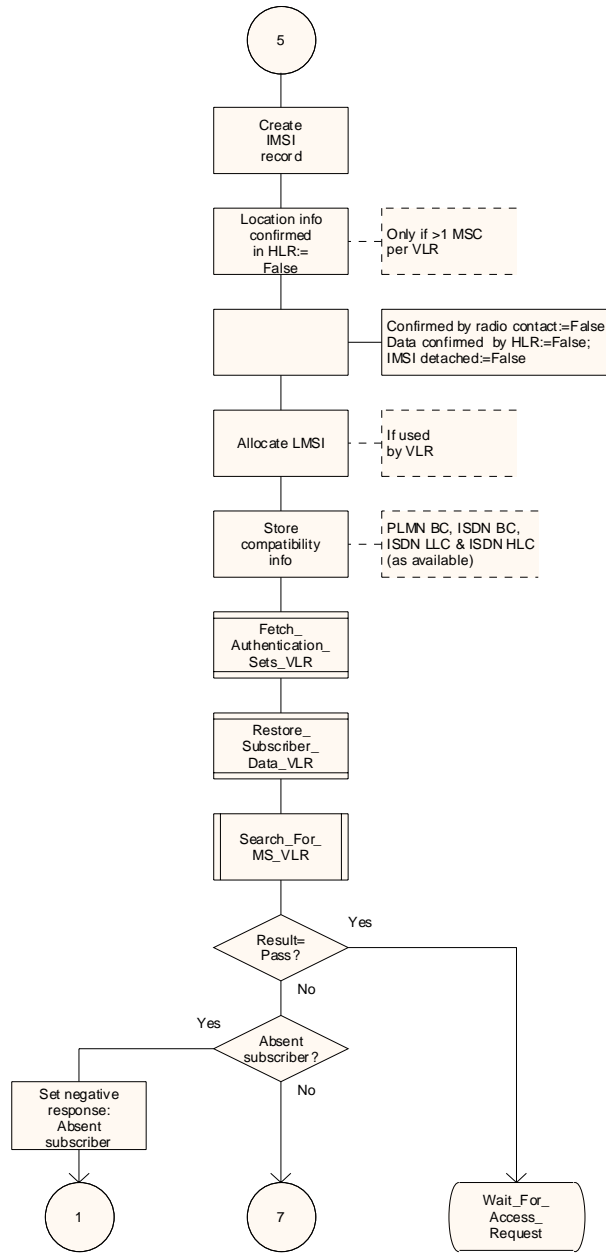 5
Create
IMSI
record
Location info
confirmed
in HLR:=
False
Only if >1 MSC
per VLR
Confirmed by radio contact:=False
Data confirmed by HLR:=False;
IMSI detached:=False
Allocate LMSI
If used
by VLR
Store
compatibility
info
PLMN BC, ISDN BC,
ISDN LLC & ISDN HLC
(as available)
Fetch_
Authentication_
Sets_VLR
Restore_
Subscriber_
Data_VLR
Search_For_
MS_VLR
Result=
Pass?
Yes
No
Absent
subscriber?
Yes
No
Set negative
response:
Absent
subscriber
1
7
Wait_For_
Access_
Request